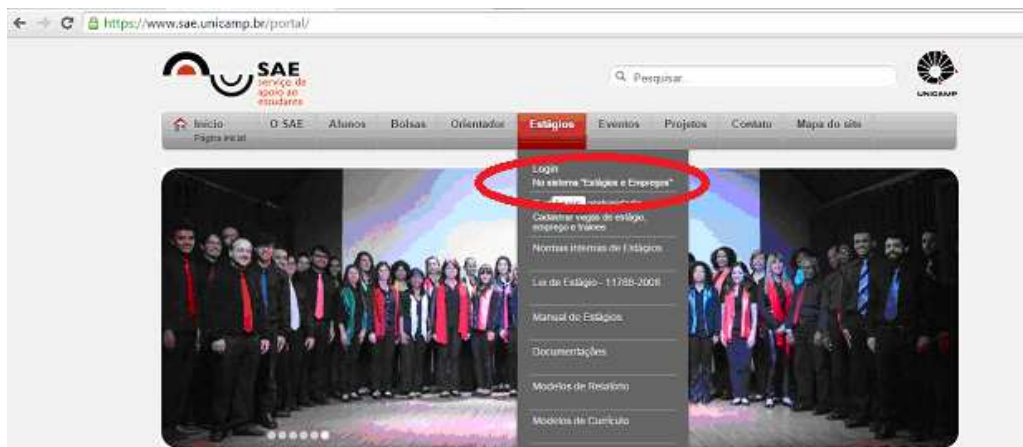 https://www.sae.unicamp.br/portal/
SAE
serviço de
apoio ao
estudante
Pesquisar...
UNICAMP
Início
Página inicial
O SAE
Alunos
Bolsas
Orientador
Estágios
Eventos
Projetos
Contato
Mapa do site
Login
No sistema "Estágios e Empregos"
Cadastrar vagas de estágio,
emprego e trainee
Normas internas de Estágios
Lei de Estágio - 11788-2008
Manual de Estágios
Documentações
Modelos de Relatório
Modelos de Currículo